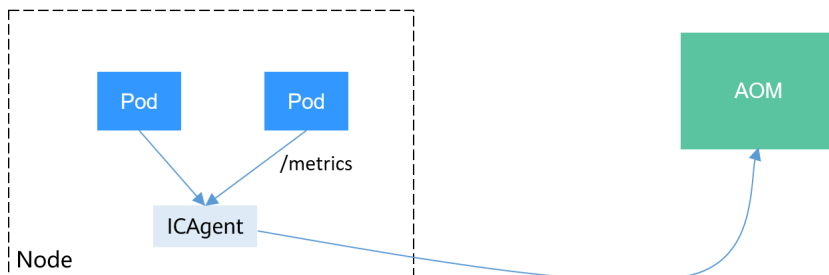 Pod
Pod
AOM
/metrics
ICAgent
Node